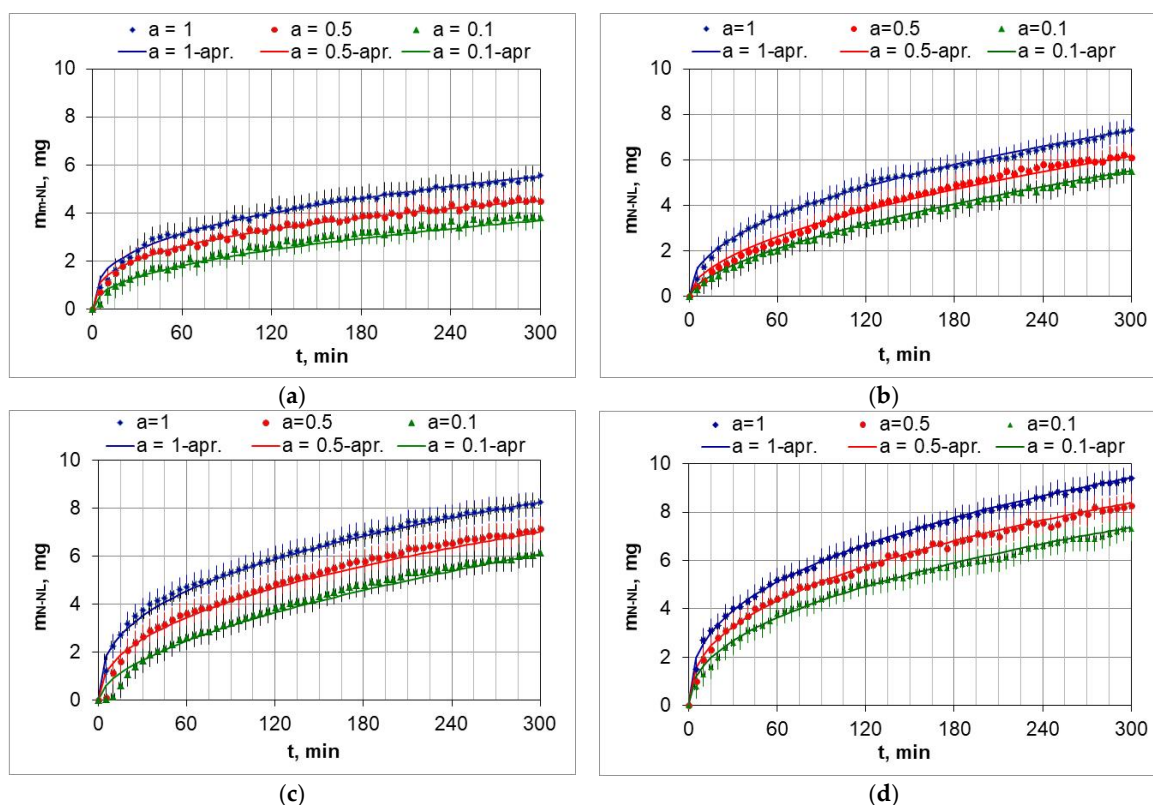 a = 1 a = 0.5 a = 0.1
a = 1-apr. a = 0.5-apr. a = 0.1-apr
10
8
6
4
2
0
0 60 120 180 240 300
mm-NL, mg
t, min
(a)
a=1 a=0.5 a=0.1
a = 1-apr. a = 0.5-apr. a = 0.1-apr
10
8
6
4
2
0
0 60 120 180 240 300
mN-NL, mg
t, min
(b)
a=1 a=0.5 a=0.1
a = 1-apr. a = 0.5-apr. a = 0.1-apr
10
8
6
4
2
0
0 60 120 180 240 300
mN-NL, mg
t, min
(c)
a=1 a=0.5 a=0.1
a = 1-apr. a = 0.5-apr. a = 0.1-apr
10
8
6
4
2
0
0 60 120 180 240 300
mN-NL, mg
t, min
(d)